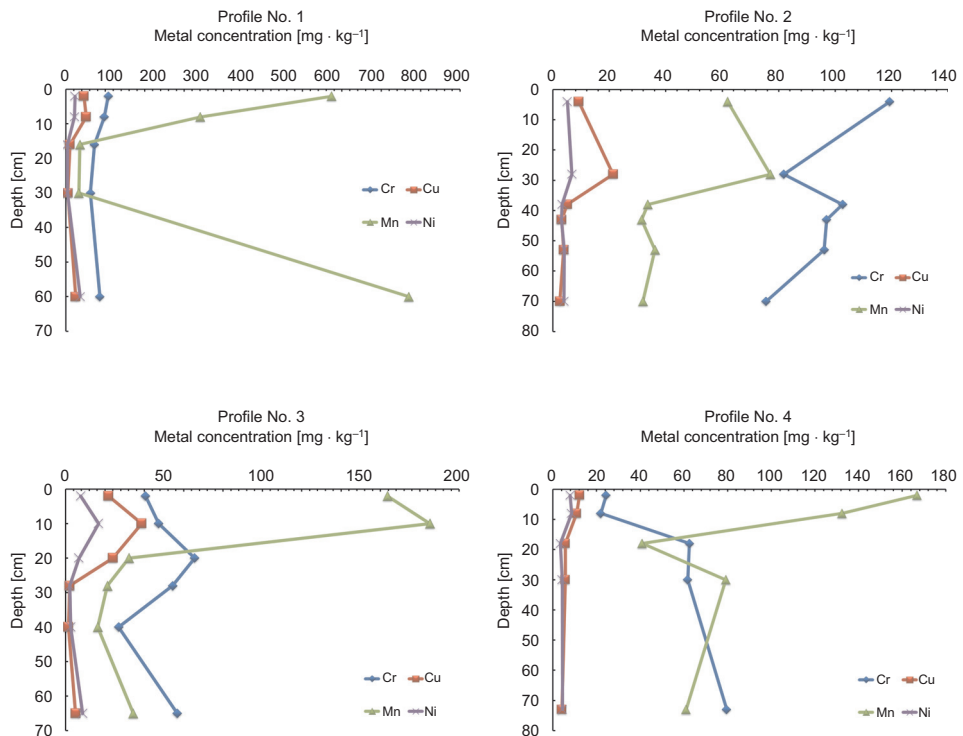 Profile No. 1
Metal concentration [mg · kg⁻¹]
0 100 200 300 400 500 600 700 800 900
0
10
20
30
40
50
60
70
Depth [cm]
Cr Cu
Mn Ni
Profile No. 2
Metal concentration [mg · kg⁻¹]
0 20 40 60 80 100 120 140
0
10
20
30
40
50
60
70
80
Depth [cm]
Cr Cu
Mn Ni
Profile No. 3
Metal concentration [mg · kg⁻¹]
0 50 100 150 200
0
10
20
30
40
50
60
70
Depth [cm]
Cr Cu
Mn Ni
Profile No. 4
Metal concentration [mg · kg⁻¹]
0 20 40 60 80 100 120 140 160 180
0
10
20
30
40
50
60
70
80
Depth [cm]
Cr Cu
Mn Ni